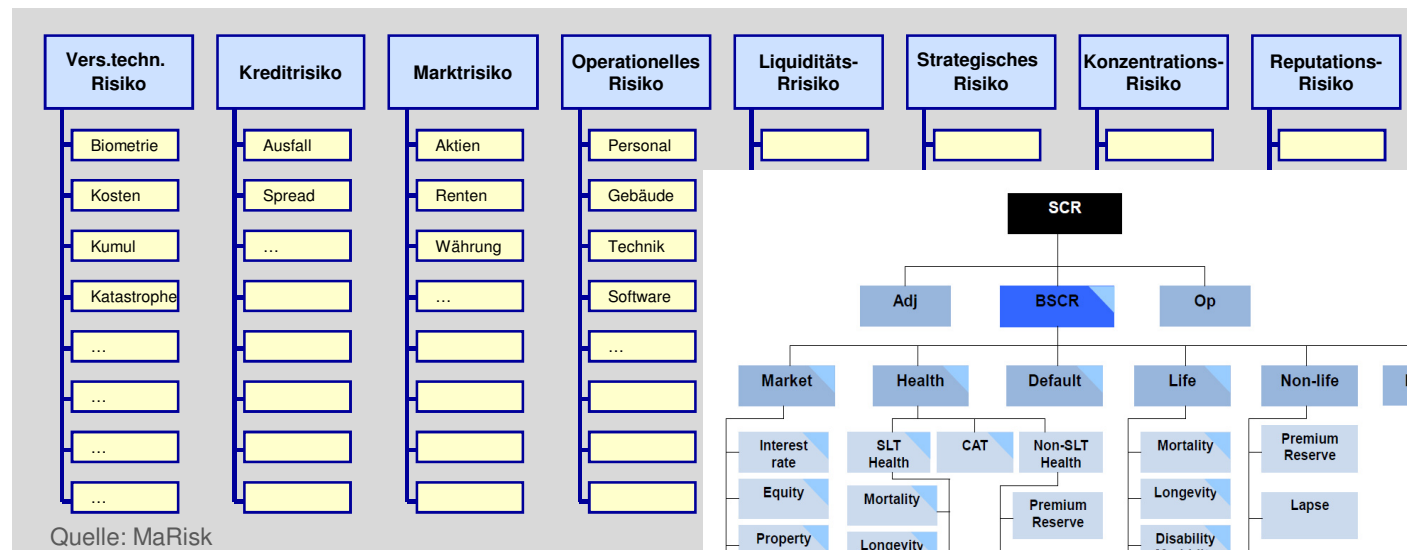 Vers.techn.
Risiko
Kreditrisiko
Marktrisiko
Operationelles
Risiko
Liquiditäts-
Rrisiko
Strategisches
Risiko
Konzentrations-
Risiko
Reputations-
Risiko
Biometrie
Ausfall
Aktien
Personal
Kosten
Spread
Renten
Gebäude
Kumul
…
Währung
Technik
Katastrophe
…
Software
…
…
…
…
…
Quelle: MaRisk
SCR
Adj
BSCR
Op
Market
Health
Default
Life
Non-life
Interest
rate
SLT
Health
CAT
Non-SLT
Health
Mortality
Premium
Reserve
Equity
Mortality
Premium
Reserve
Longevity
Lapse
Property
Longevity
Disability